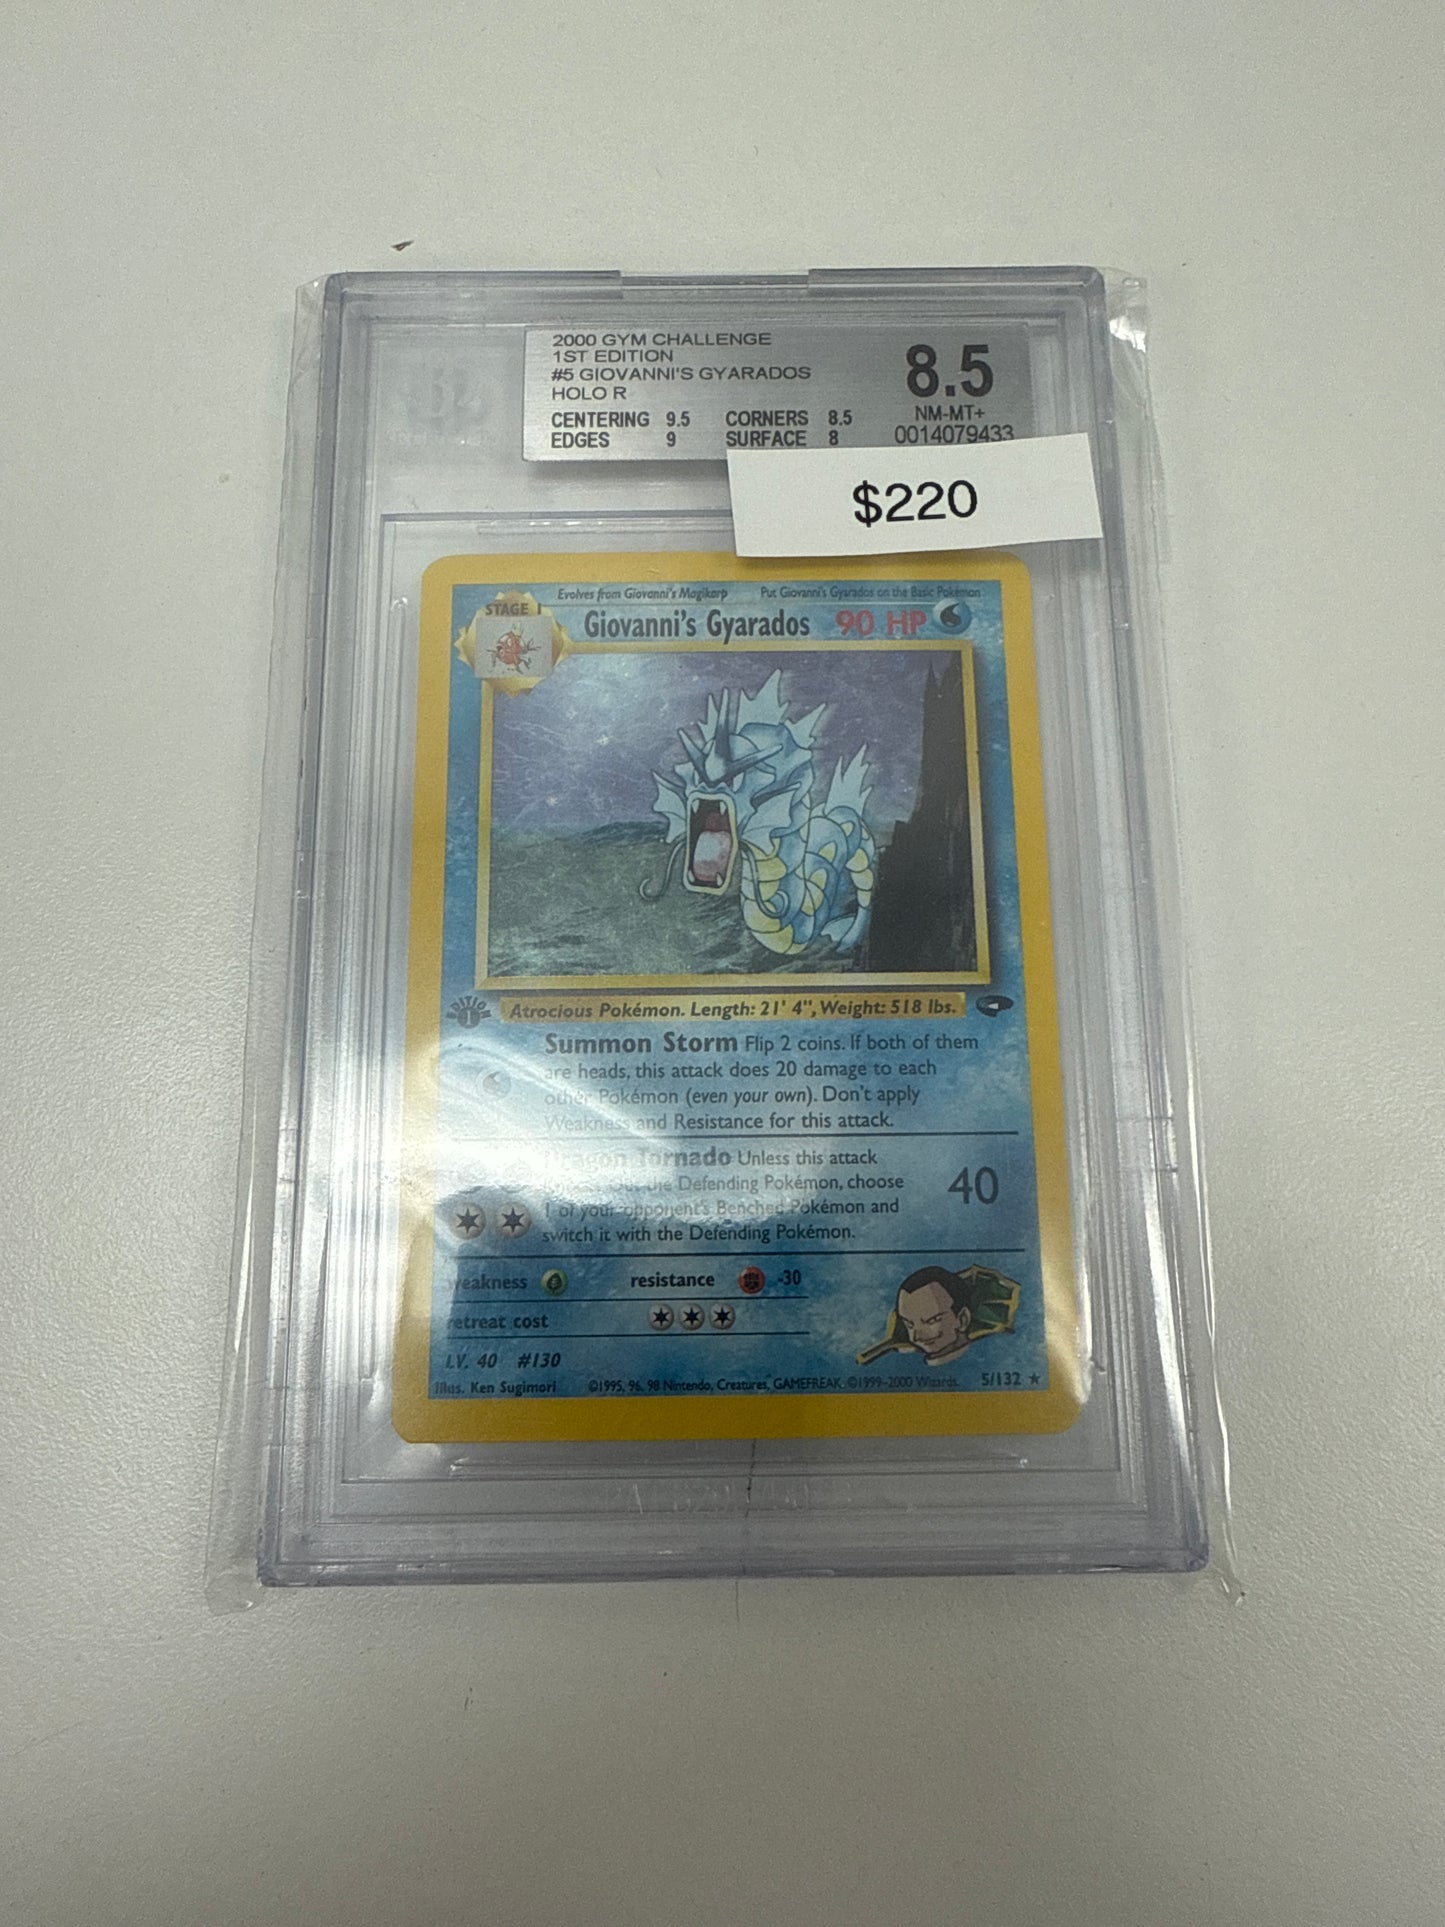 2000 GYM CHALLENGE
1ST EDITION
#5 GIOVANNI'S GYARADOS
HOLO R
CENTERING 9.5 CORNERS 8.5
EDGES 9 SURFACE 8
8.5
NM-MT+
0014079433
$220
Evolves from Giovanni's Magikarp Put Giovanni's Gyarados on the Basic Pokémon
STAGE 1
Giovanni's Gyarados 90 HP
EDITION
1
Atrocious Pokémon. Length: 21' 4", Weight: 518 lbs.
Summon Storm Flip 2 coins. If both of them
are heads, this attack does 20 damage to each
other Pokémon (even your own). Don't apply
Weakness and Resistance for this attack.
Dragon Tornado Unless this attack
the Defending Pokémon, choose
1 of your opponent's Benched Pokémon and
switch it with the Defending Pokémon.
40
weakness resistance -30
retreat cost
LV. 40 #130
Illus. Ken Sugimori ©1995, 96, 98 Nintendo, Creatures, GAMEFREAK. ©1999-2000 Wizards. 5/132